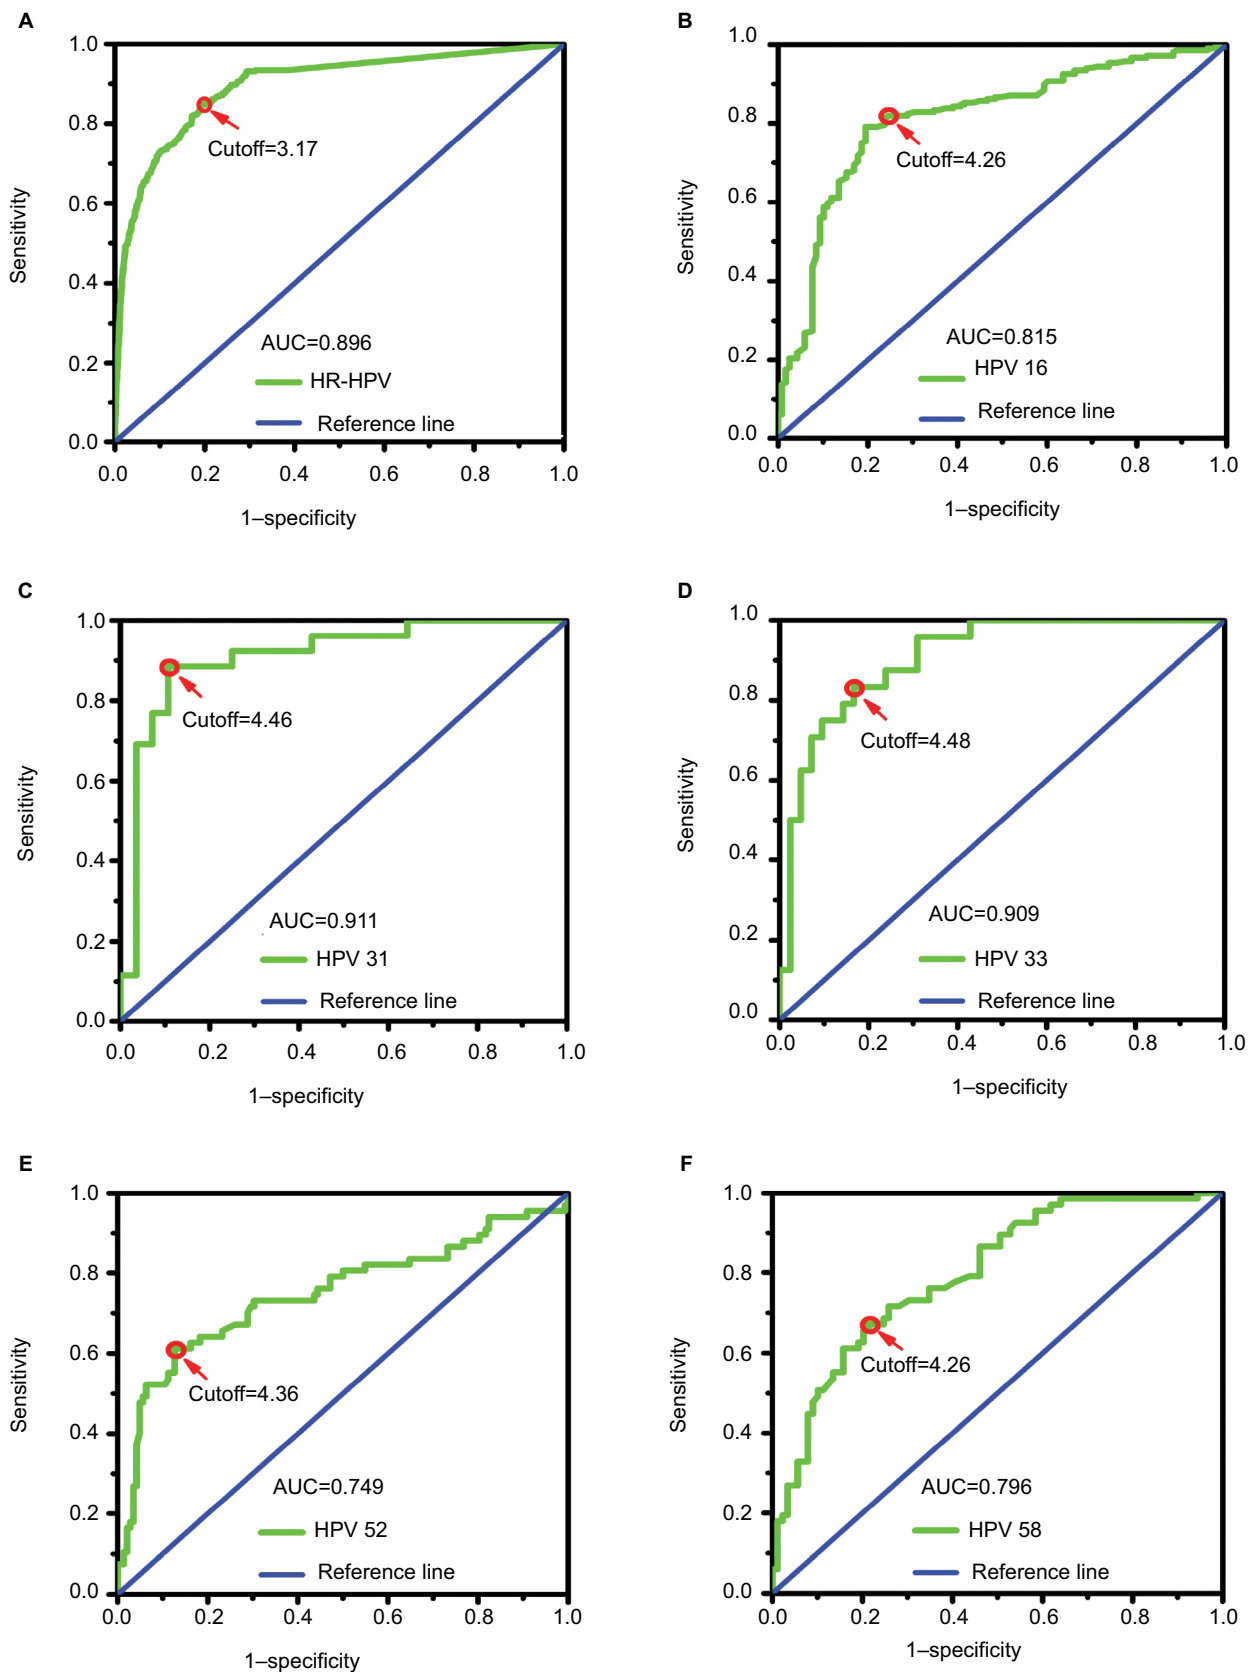 A
1.0
0.8
0.6
0.4
0.2
0.0
Sensitivity
Cutoff=3.17
AUC=0.896
HR-HPV
Reference line
0.0 0.2 0.4 0.6 0.8 1.0
1–specificity
B
1.0
0.8
0.6
0.4
0.2
0.0
Sensitivity
Cutoff=4.26
AUC=0.815
HPV 16
Reference line
0.0 0.2 0.4 0.6 0.8 1.0
1–specificity
C
1.0
0.8
0.6
0.4
0.2
0.0
Sensitivity
Cutoff=4.46
AUC=0.911
HPV 31
Reference line
0.0 0.2 0.4 0.6 0.8 1.0
1–specificity
D
1.0
0.8
0.6
0.4
0.2
0.0
Sensitivity
Cutoff=4.48
AUC=0.909
HPV 33
Reference line
0.0 0.2 0.4 0.6 0.8 1.0
1–specificity
E
1.0
0.8
0.6
0.4
0.2
0.0
Sensitivity
Cutoff=4.36
AUC=0.749
HPV 52
Reference line
0.0 0.2 0.4 0.6 0.8 1.0
1–specificity
F
1.0
0.8
0.6
0.4
0.2
0.0
Sensitivity
Cutoff=4.26
AUC=0.796
HPV 58
Reference line
0.0 0.2 0.4 0.6 0.8 1.0
1–specificity